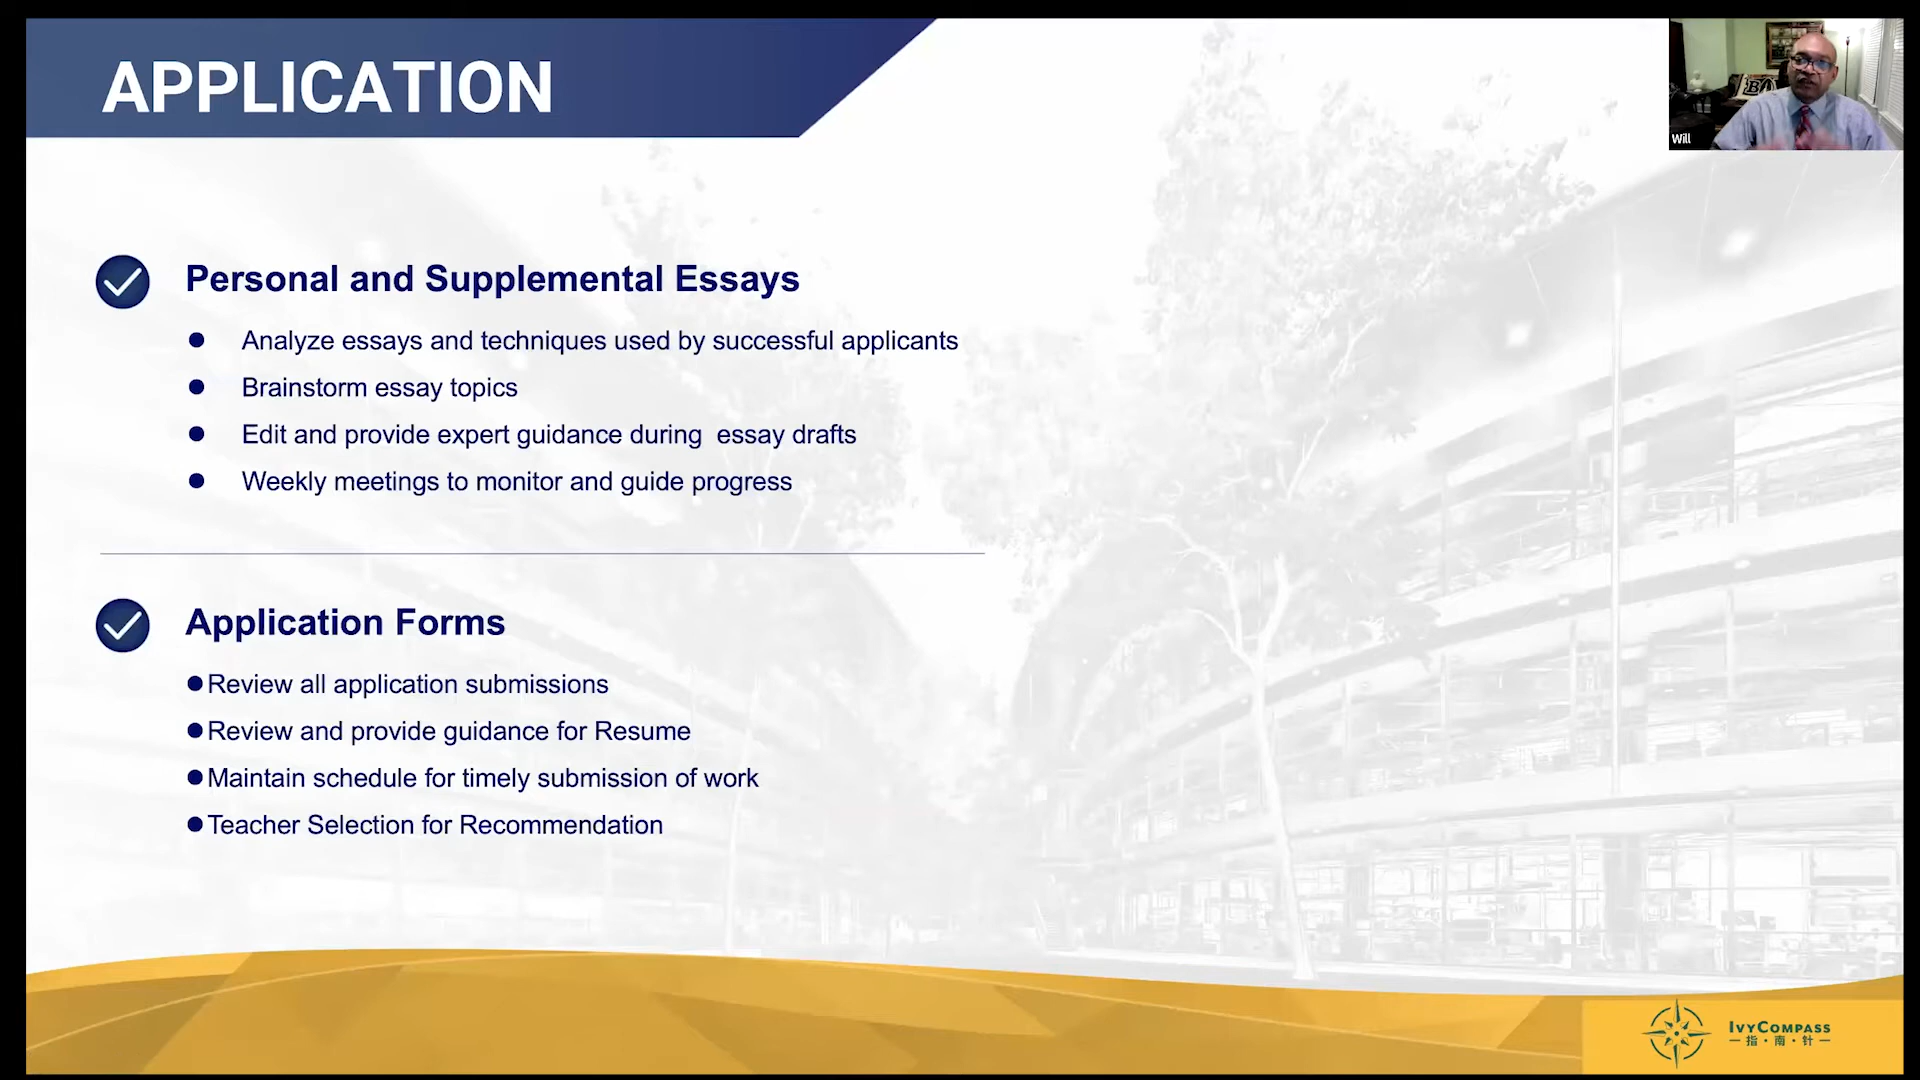 APPLICATION
Will
Personal and Supplemental Essays
● Analyze essays and techniques used by successful applicants
● Brainstorm essay topics
● Edit and provide expert guidance during  essay drafts
● Weekly meetings to monitor and guide progress
Application Forms
●Review all application submissions
●Review and provide guidance for Resume
●Maintain schedule for timely submission of work
●Teacher Selection for Recommendation
IVYCOMPASS
指·南·针